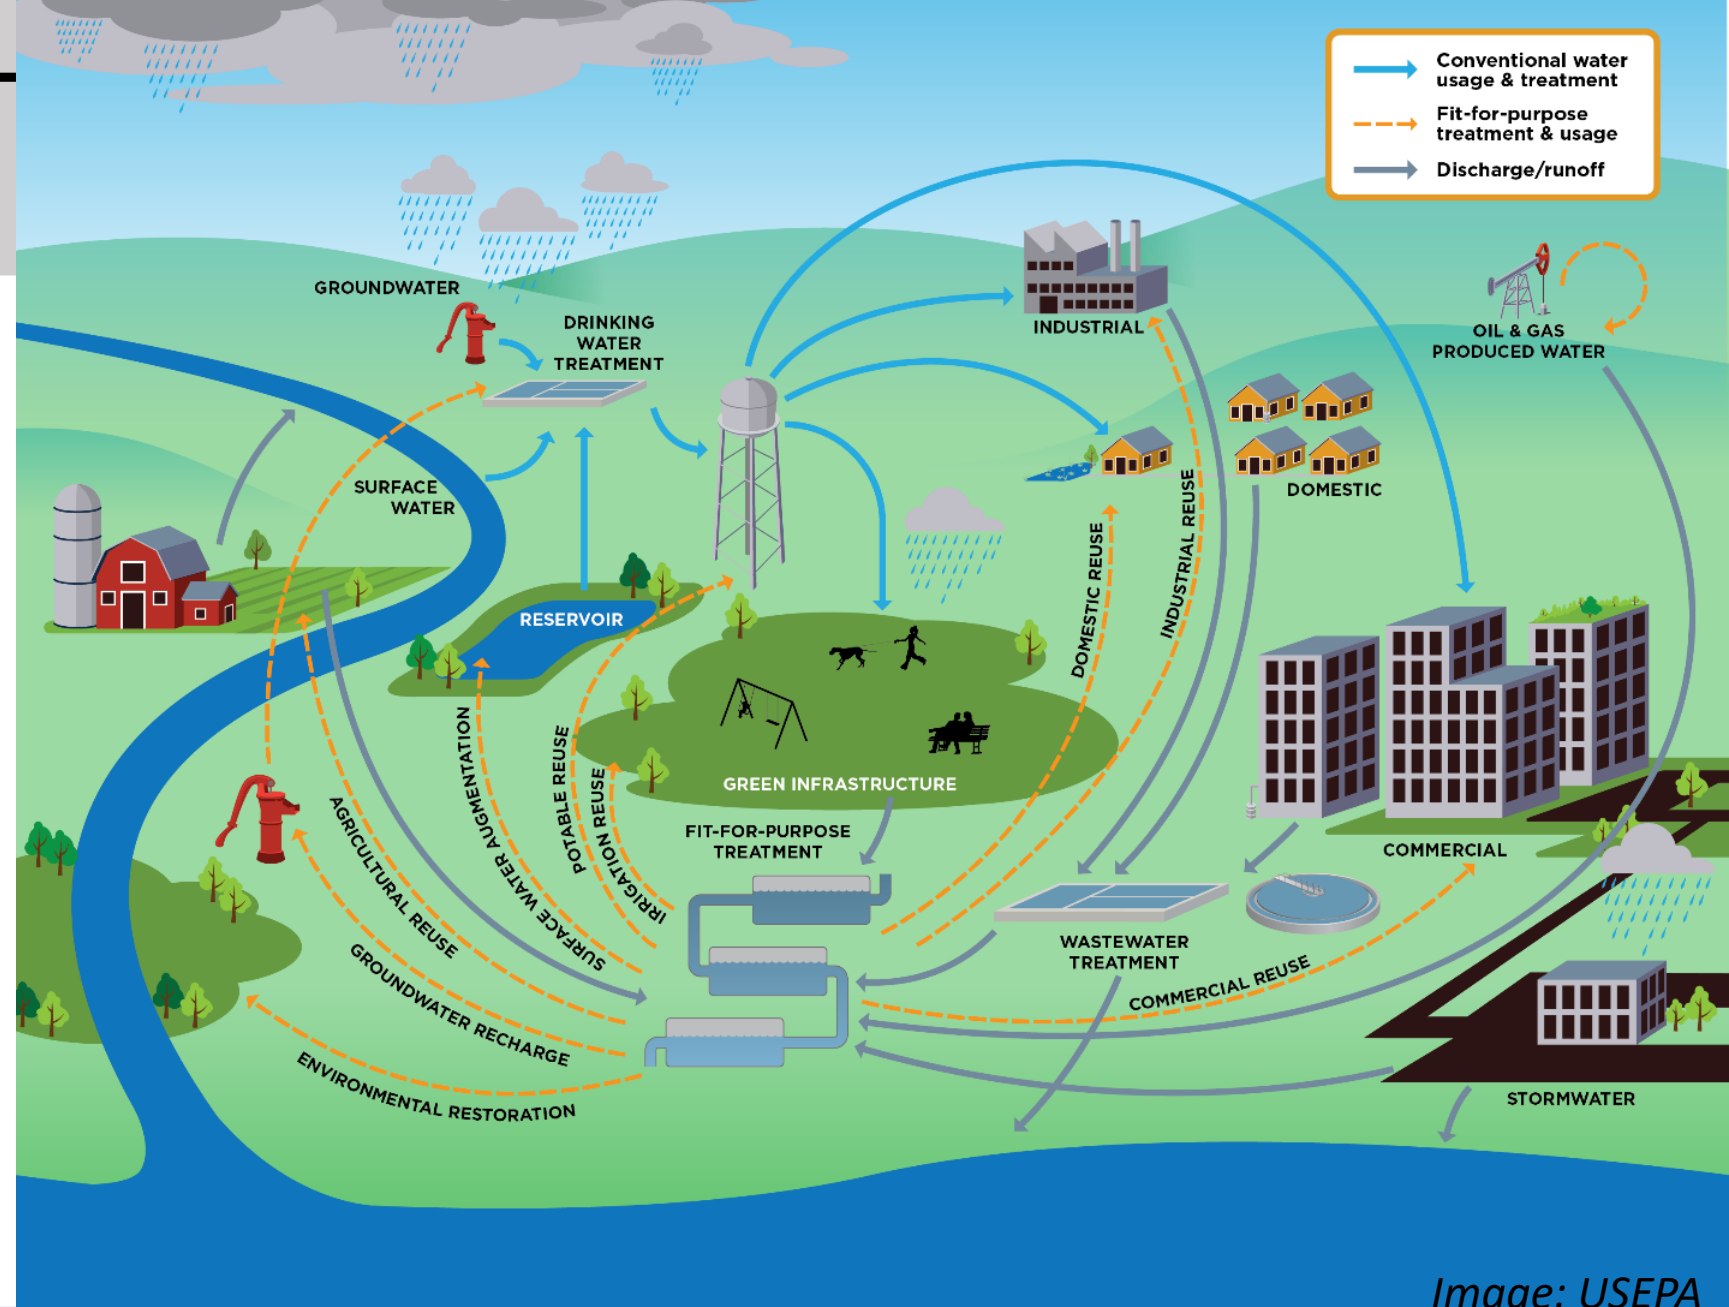 Conventional water
usage & treatment
Fit-for-purpose
treatment & usage
Discharge/runoff
GROUNDWATER
DRINKING
WATER
TREATMENT
INDUSTRIAL
OIL & GAS
PRODUCED WATER
SURFACE
WATER
DOMESTIC
RESERVOIR
DOMESTIC REUSE
INDUSTRIAL REUSE
GREEN INFRASTRUCTURE
FIT-FOR-PURPOSE
TREATMENT
COMMERCIAL
AGRICULTURAL REUSE
SURFACE WATER AUGMENTATION
POTABLE REUSE
IRRIGATION REUSE
GROUNDWATER RECHARGE
ENVIRONMENTAL RESTORATION
WASTEWATER
TREATMENT
COMMERCIAL REUSE
STORMWATER
Image: USEPA